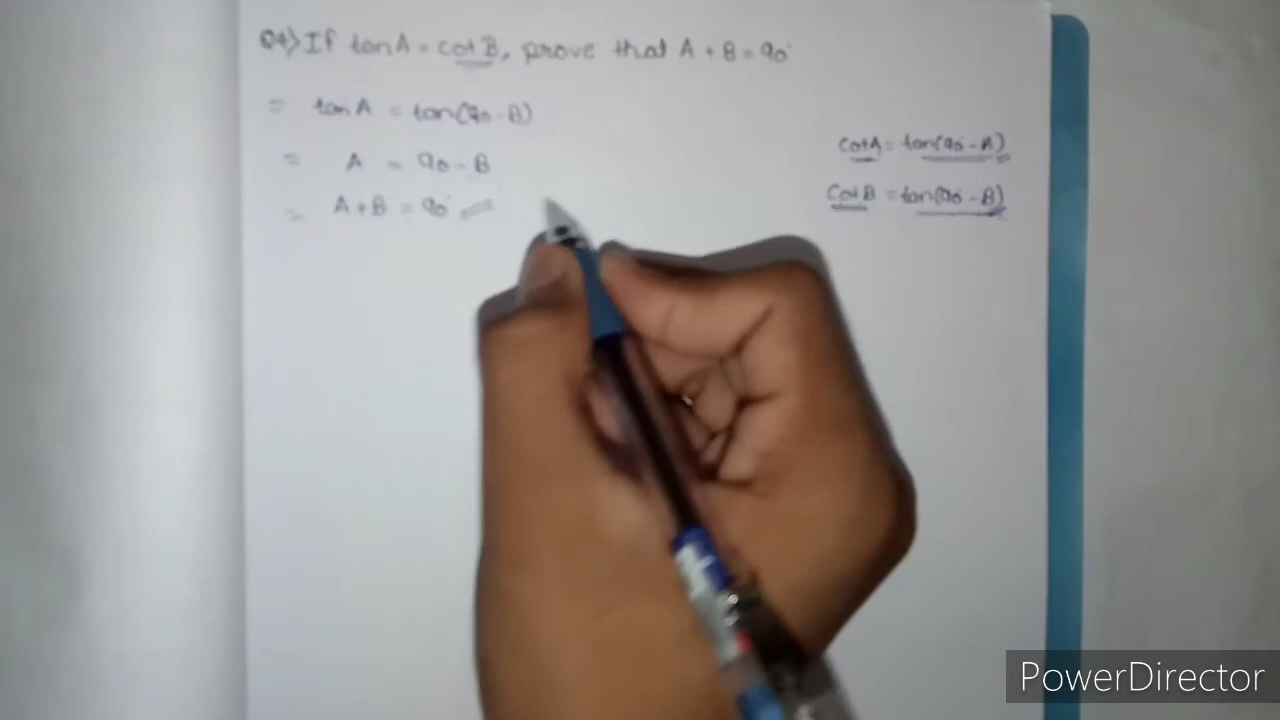 Q4) If tanA = cotB, prove that A + B = 90°
= tanA = tan(90 - B)
= A = 90 - B
= A + B = 90°
cotA = tan(90° - A)
cotB = tan(90° - B)
PowerDirector